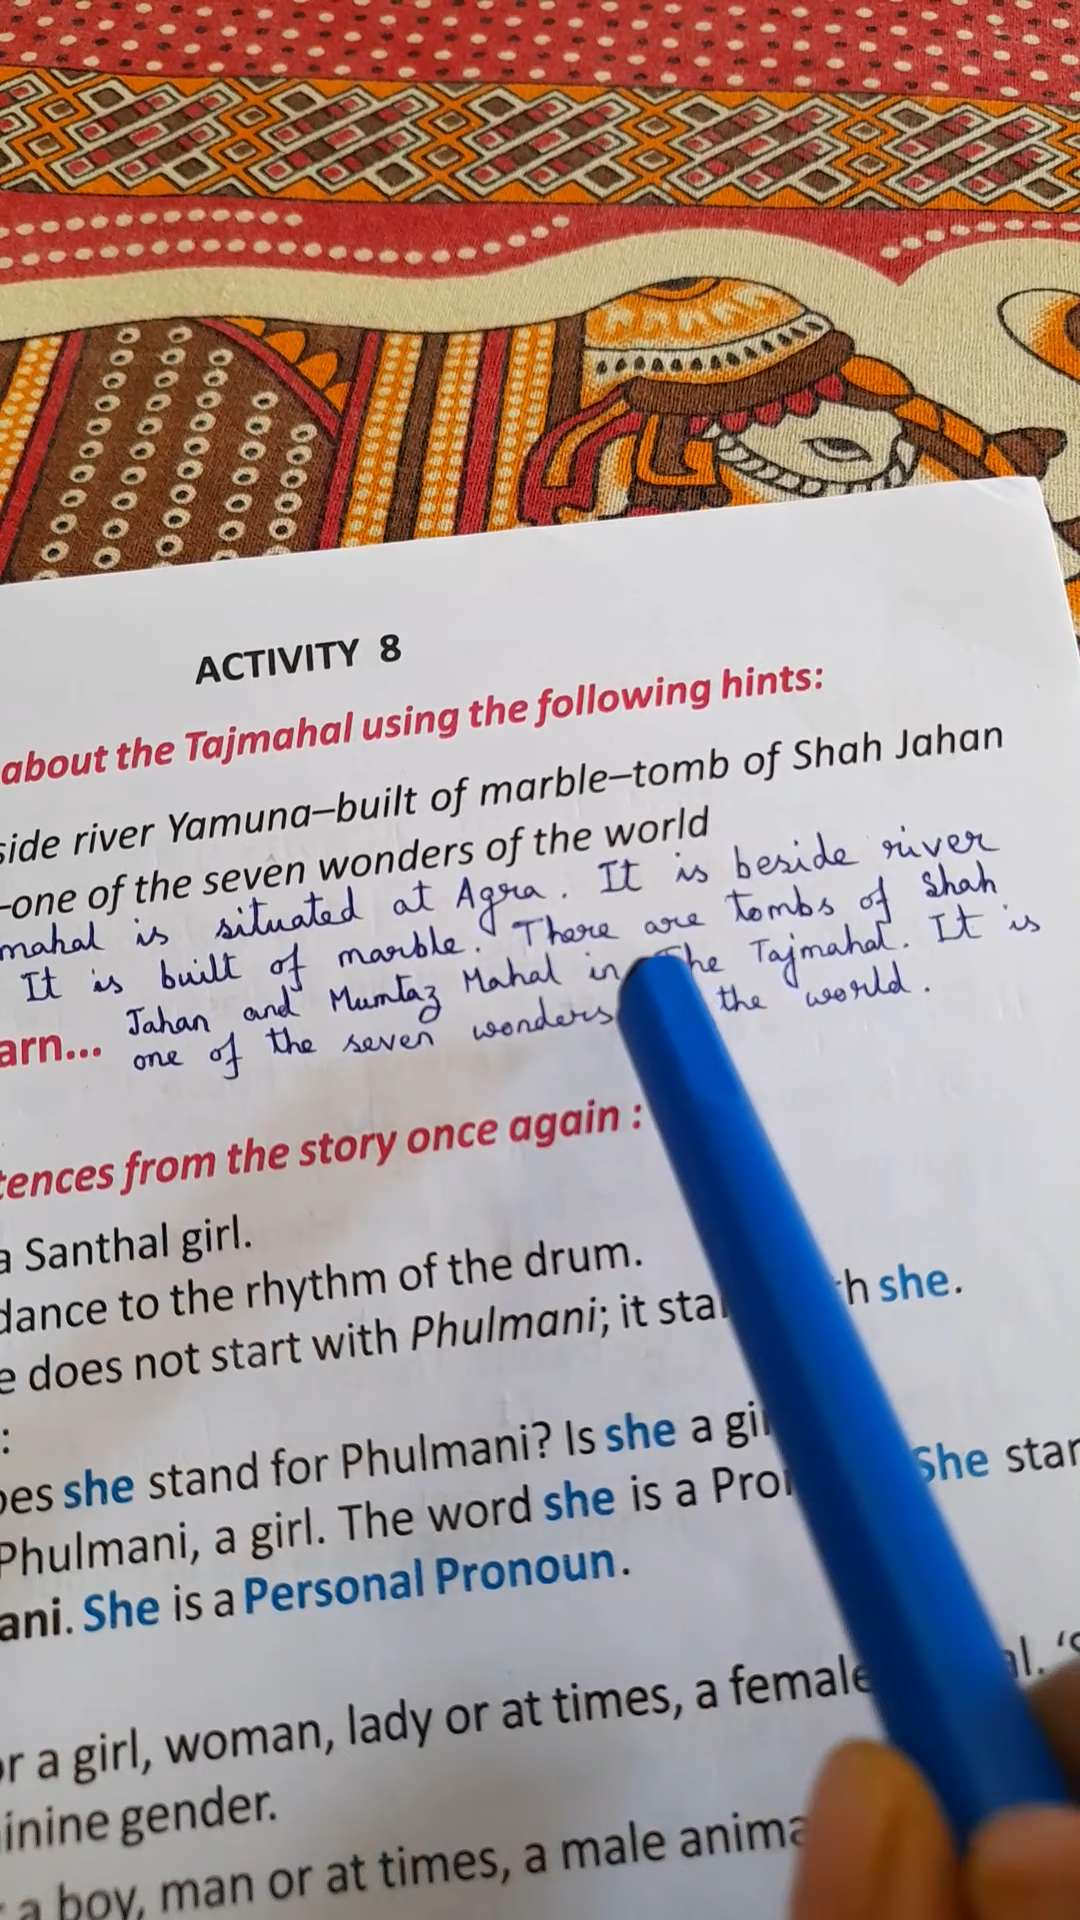 ACTIVITY 8
about the Tajmahal using the following hints:
side river Yamuna–built of marble–tomb of Shah Jahan
–one of the seven wonders of the world
mahal is situated at Agra. It is beside river
It is built of marble. There are tombs of Shah
Jahan and Mumtaz Mahal in The Tajmahal. It is
one of the seven wonders the world.
arn...
tences from the story once again :
a Santhal girl.
dance to the rhythm of the drum.
e does not start with Phulmani; it sta h she.
:
oes she stand for Phulmani? Is she a gi
Phulmani, a girl. The word she is a Pro She star
ani. She is a Personal Pronoun.
or a girl, woman, lady or at times, a female al. 'S
inine gender.
a boy, man or at times, a male anima